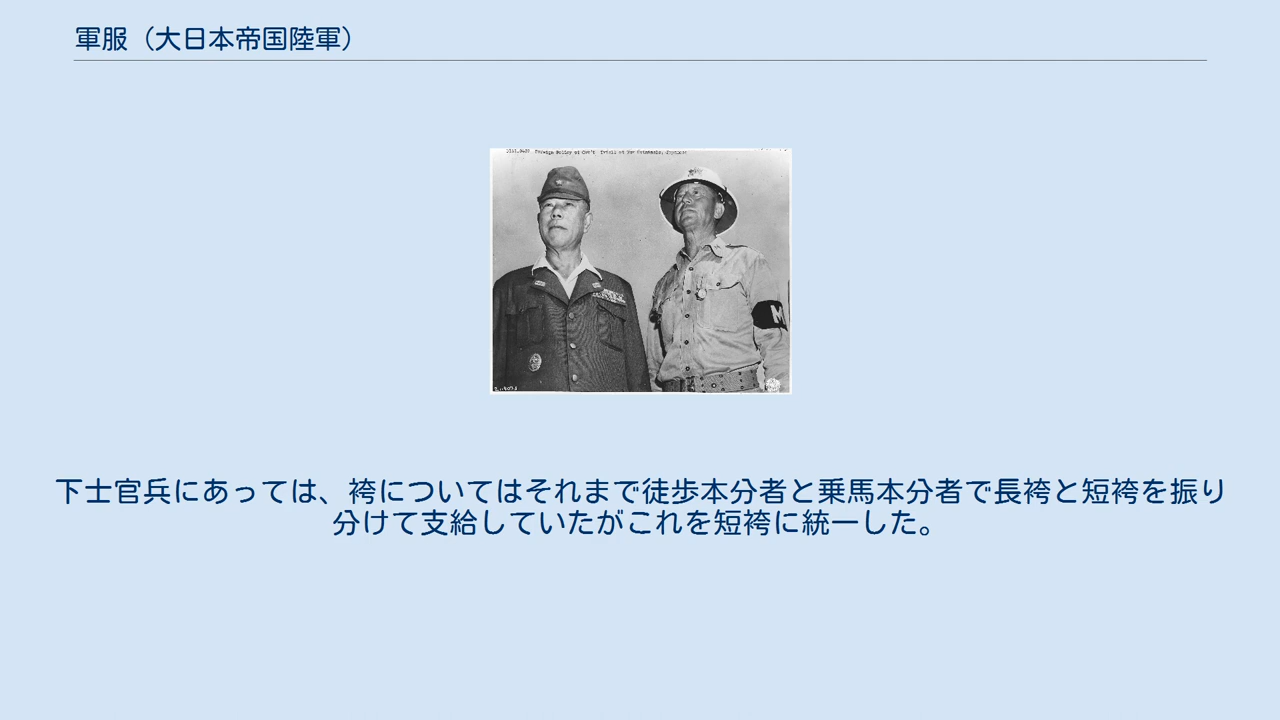 軍服（大日本帝国陸軍）
M
下士官兵にあっては、袴についてはそれまで徒歩本分者と乗馬本分者で長袴と短袴を振り
分けて支給していたがこれを短袴に統一した。